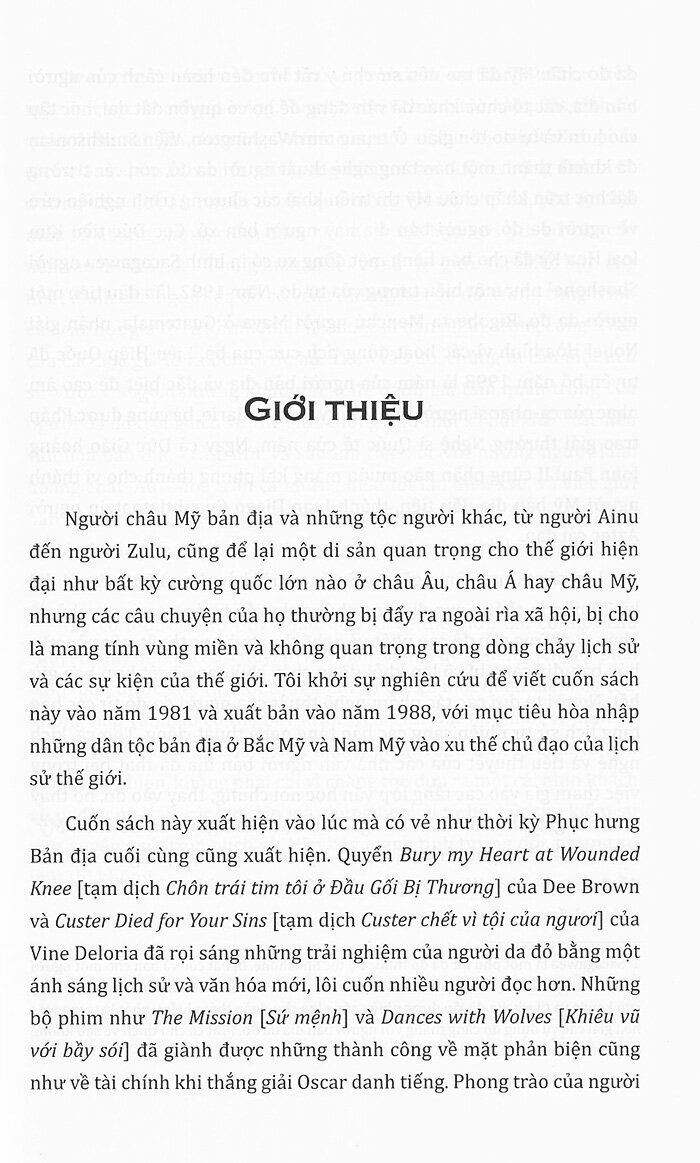 GIỚI THIỆU
Người châu Mỹ bản địa và những tộc người khác, từ người Ainu
đến người Zulu, cũng để lại một di sản quan trọng cho thế giới hiện
đại như bất kỳ cường quốc lớn nào ở châu Âu, châu Á hay châu Mỹ,
nhưng các câu chuyện của họ thường bị đẩy ra ngoài rìa xã hội, bị cho
là mang tính vùng miền và không quan trọng trong dòng chảy lịch sử
và các sự kiện của thế giới. Tôi khởi sự nghiên cứu để viết cuốn sách
này vào năm 1981 và xuất bản vào năm 1988, với mục tiêu hòa nhập
những dân tộc bản địa ở Bắc Mỹ và Nam Mỹ vào xu thế chủ đạo của lịch
sử thế giới.
Cuốn sách này xuất hiện vào lúc mà có vẻ như thời kỳ Phục hưng
Bản địa cuối cùng cũng xuất hiện. Quyển Bury my Heart at Wounded
Knee [tạm dịch Chôn trái tim tôi ở Đầu Gối Bị Thương] của Dee Brown
và Custer Died for Your Sins [tạm dịch Custer chết vì tội của ngươi] của
Vine Deloria đã rọi sáng những trải nghiệm của người da đỏ bằng một
ánh sáng lịch sử và văn hóa mới, lôi cuốn nhiều người đọc hơn. Những
bộ phim như The Mission [Sứ mệnh] và Dances with Wolves [Khiêu vũ
với bầy sói] đã giành được những thành công về mặt phản biện cũng
như về tài chính khi thắng giải Oscar danh tiếng. Phong trào của người